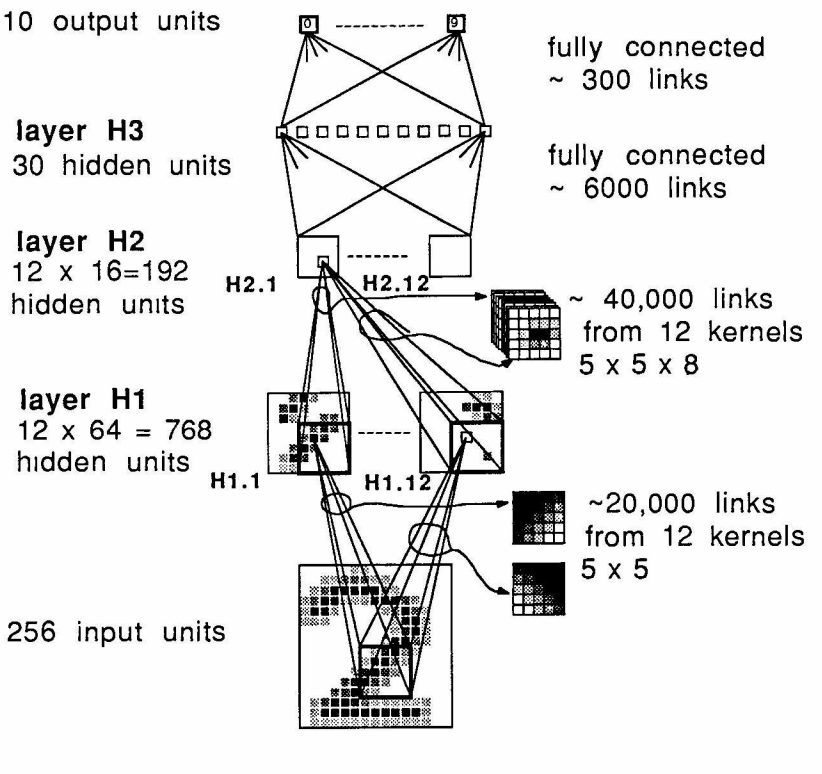 10 output units
0
9
fully connected
~ 300 links
layer H3
30 hidden units
fully connected
~ 6000 links
layer H2
12 x 16=192
hidden units
H2.1
H2.12
~ 40,000 links
from 12 kernels
5 x 5 x 8
layer H1
12 x 64 = 768
hidden units
H1.1
H1.12
~20,000 links
from 12 kernels
5 x 5
256 input units